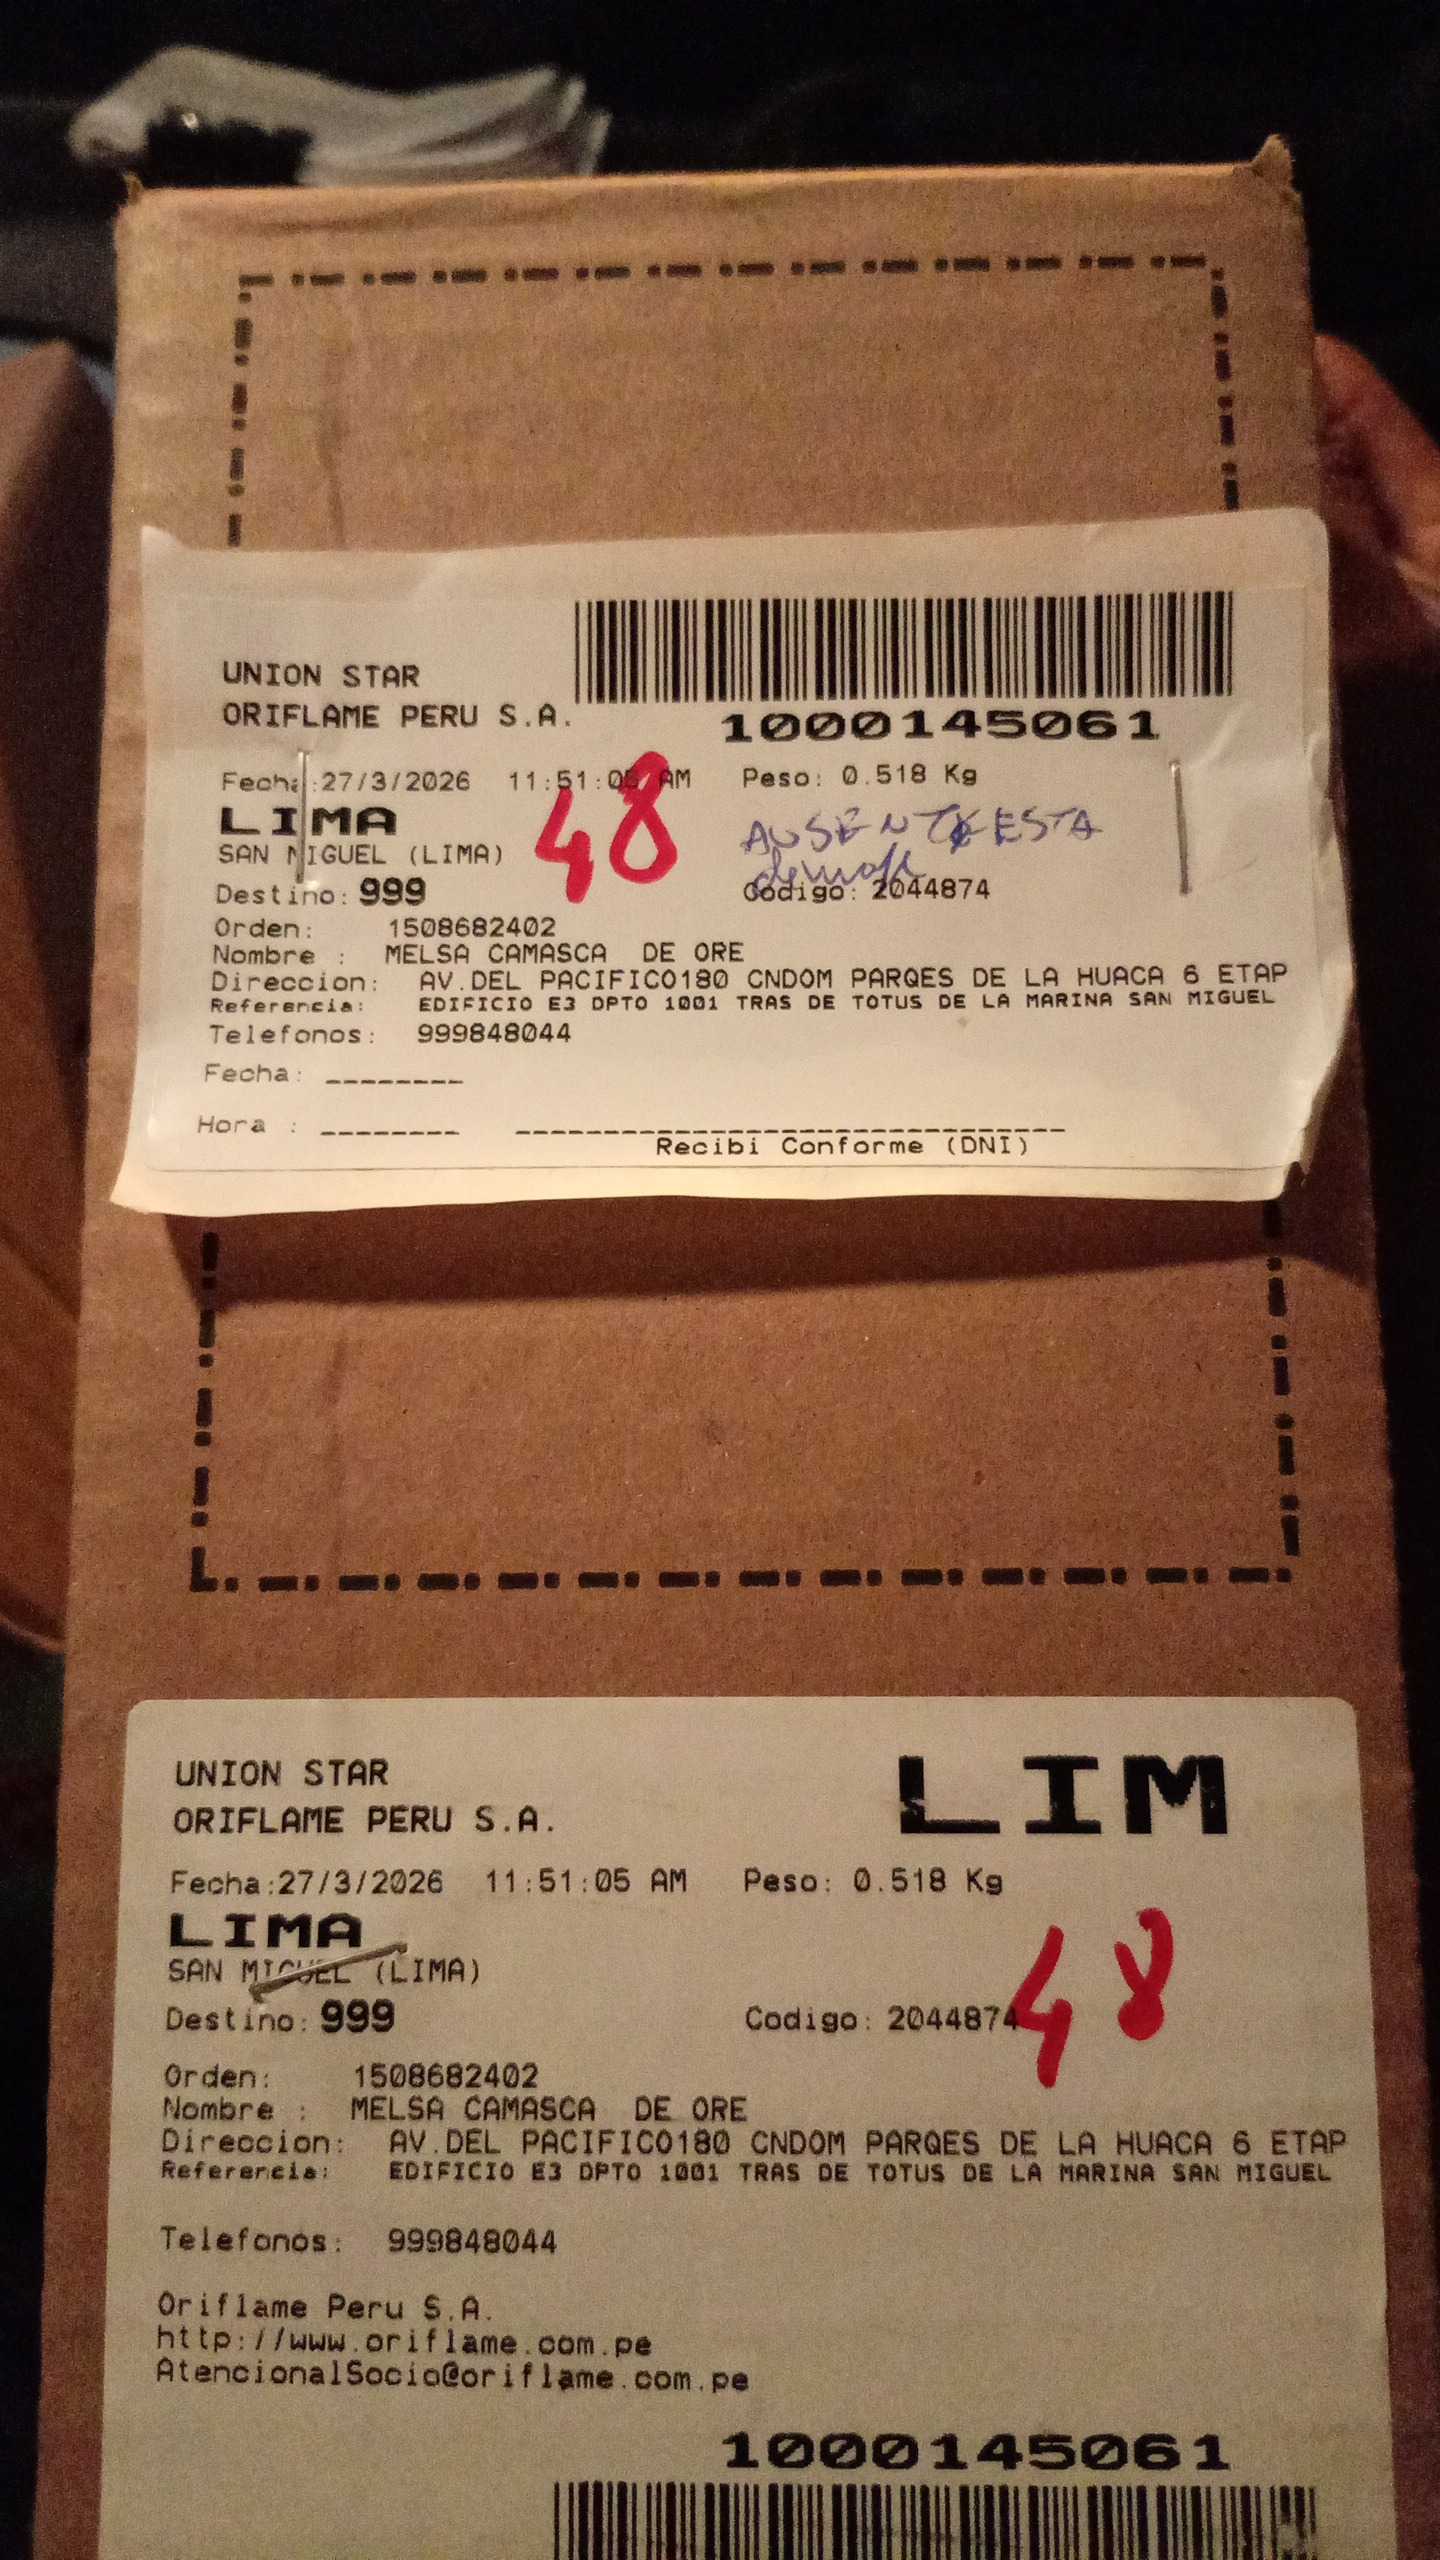 UNION STAR
ORIFLAME PERU S.A.
1000145061
Fecha:27/3/2026 11:51:05 AM Peso: 0.518 Kg
LIMA
48
AUSENTE ESTA
SAN MIGUEL (LIMA)
Destino: 999 Codigo: 2044874
Orden: 1508682402
Nombre : MELSA CAMASCA DE ORE
Direccion: AV.DEL PACIFICO180 CNDOM PARQES DE LA HUACA 6 ETAP
Referencia: EDIFICIO E3 DPTO 1001 TRAS DE TOTUS DE LA MARINA SAN MIGUEL
Telefonos: 999848044
Fecha: --------
Hora : --------
Recibi Conforme (DNI)
UNION STAR
LIM
ORIFLAME PERU S.A.
Fecha:27/3/2026 11:51:05 AM Peso: 0.518 Kg
LIMA
SAN MIGUEL (LIMA)
48
Destino: 999 Codigo: 2044874
Orden: 1508682402
Nombre : MELSA CAMASCA DE ORE
Direccion: AV.DEL PACIFICO180 CNDOM PARQES DE LA HUACA 6 ETAP
Referencia: EDIFICIO E3 DPTO 1001 TRAS DE TOTUS DE LA MARINA SAN MIGUEL
Telefonos: 999848044
Oriflame Peru S.A.
http://www.oriflame.com.pe
AtencionalSocio@oriflame.com.pe
1000145061